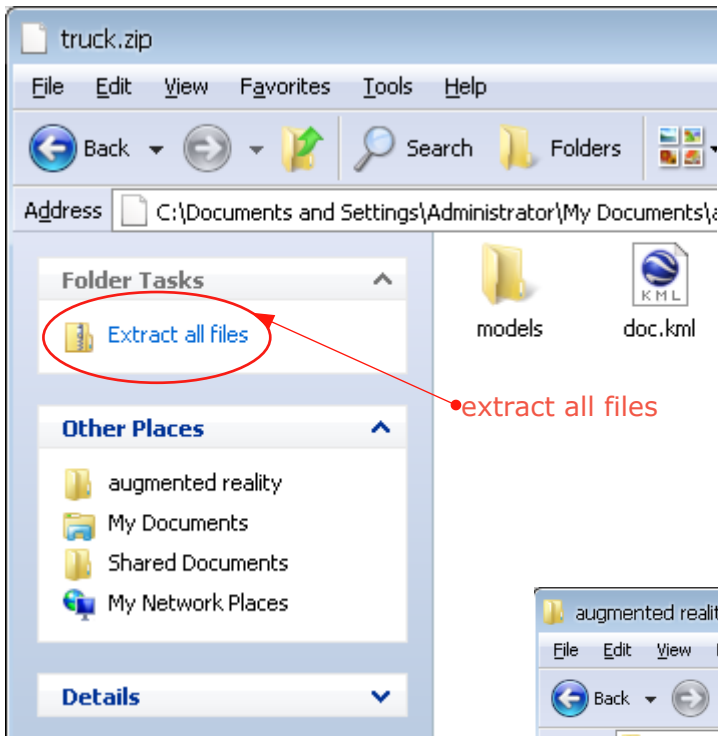 truck.zip
File Edit View Favorites Tools Help
Back Search Folders
Address C:\Documents and Settings\Administrator\My Documents\a
Folder Tasks
Extract all files
models
KML
doc.kml
extract all files
Other Places
augmented reality
My Documents
Shared Documents
My Network Places
Details
augmented realit
File Edit View
Back